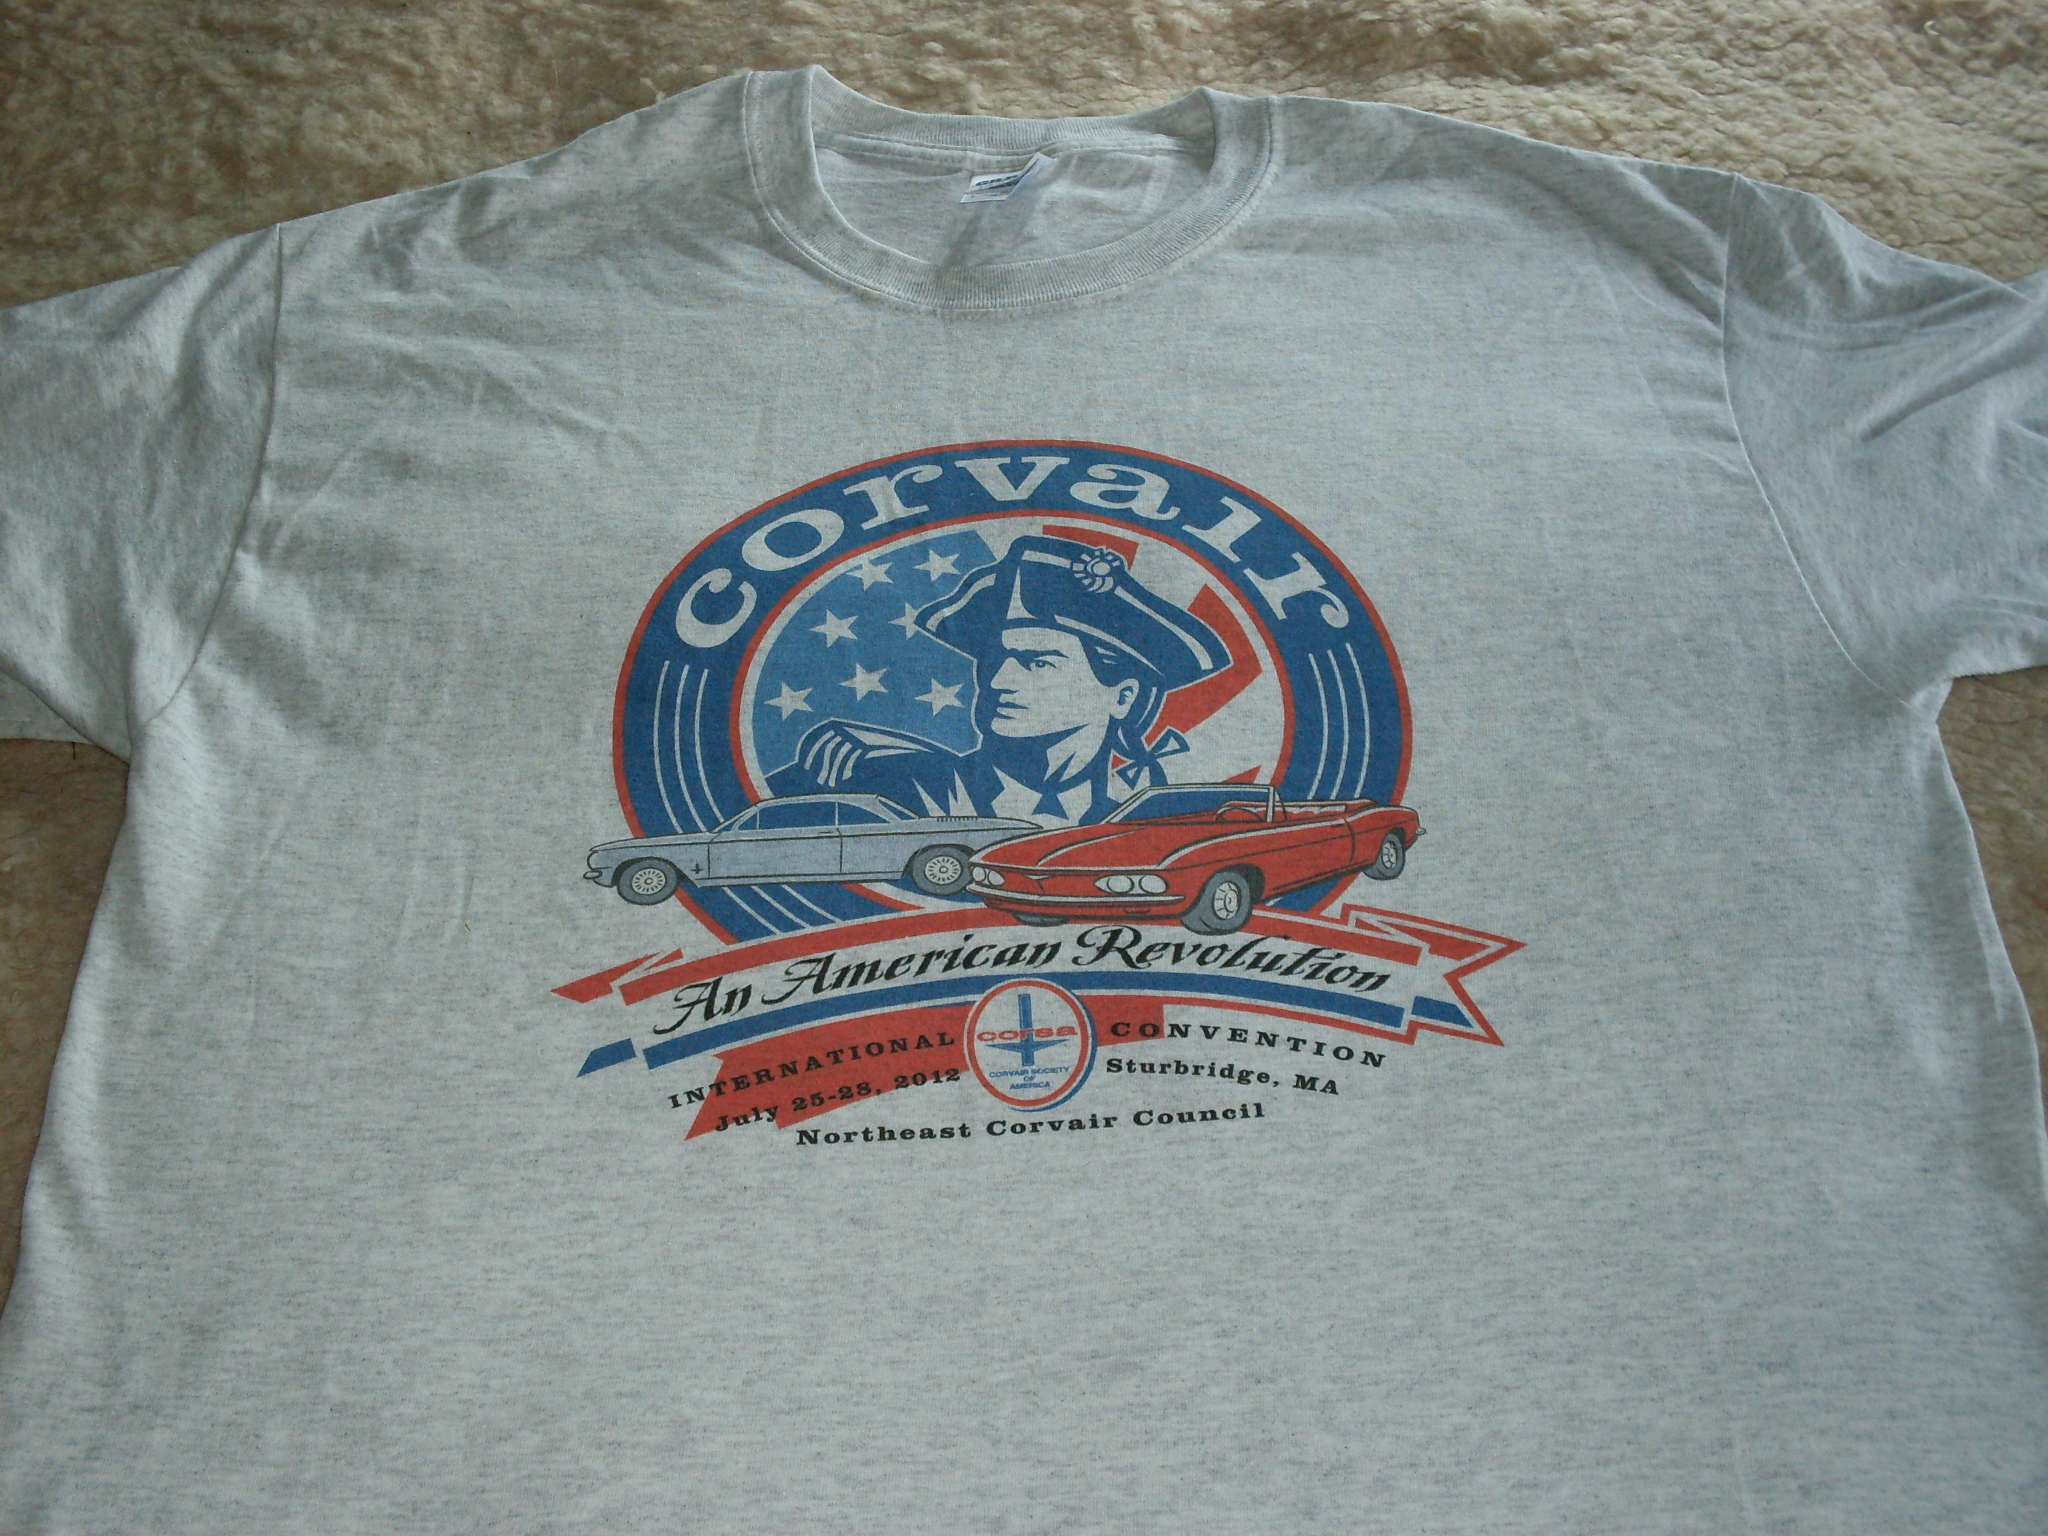 corvair
An American Revolution
INTERNATIONAL CONVENTION
July 25-28, 2012 Sturbridge, MA
Northeast Corvair Council
corsa
CORVAIR SOCIETY
OF
AMERICA